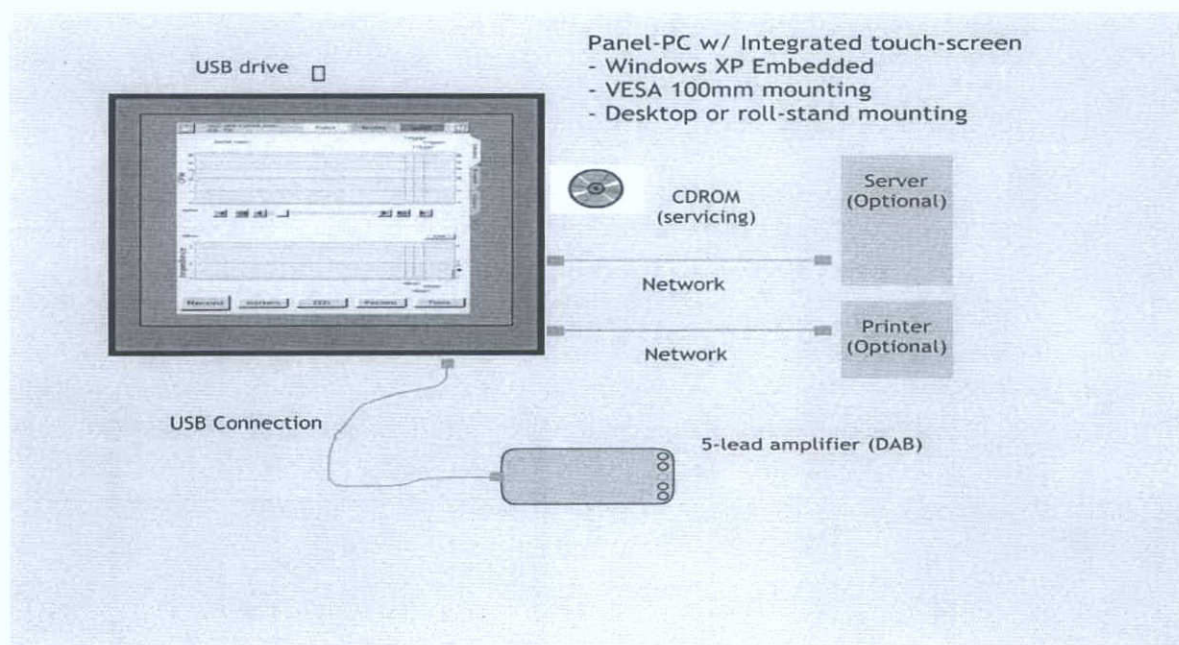 Panel-PC w/ Integrated touch-screen
- Windows XP Embedded
- VESA 100mm mounting
- Desktop or roll-stand mounting
USB drive
CDROM
(servicing)
Server
(Optional)
Network
Printer
(Optional)
Network
USB Connection
5-lead amplifier (DAB)